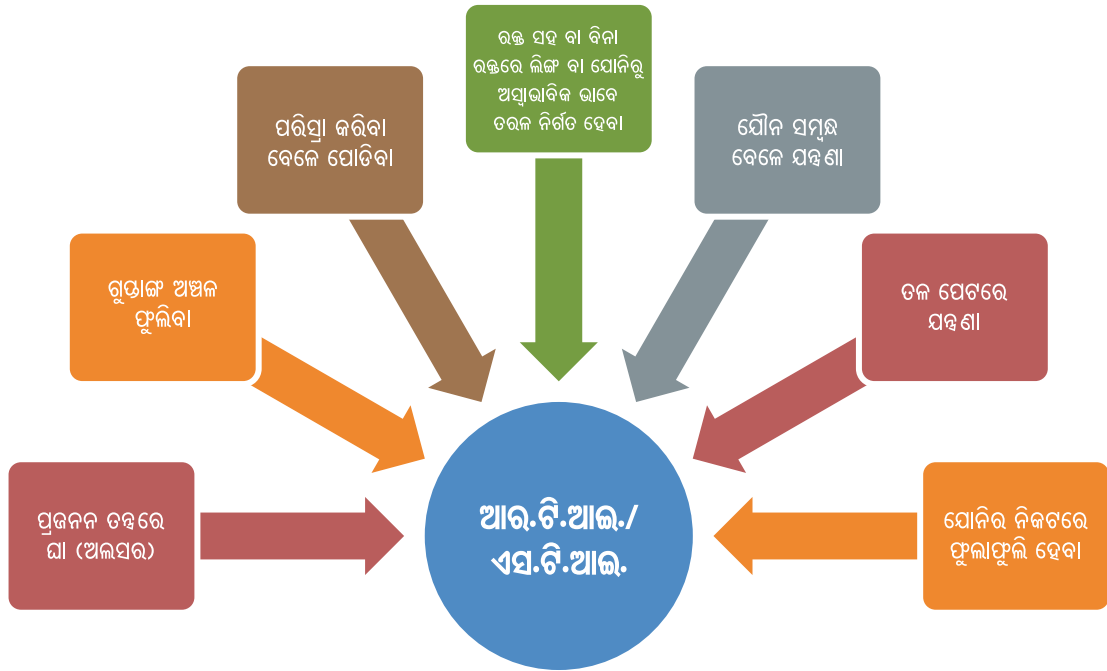 ରକ୍ତ ସହ ବା ବିନା
ରକ୍ତରେ ଲିଙ୍ଗ ବା ଯୋନିରୁ
ଅସ୍ୱାଭାବିକ ଭାବେ
ତରଳ ନିର୍ଗତ ହେବା
ପରିସ୍ରା କରିବା
ବେଳେ ପୋଡିବା
ଯୌନ ସମ୍ବନ୍ଧ
ବେଳେ ଯନ୍ତ୍ରଣା
ଗୁପ୍ତାଙ୍ଗ ଅଞ୍ଚଳ
ଫୁଲିବା
ତଳ ପେଟରେ
ଯନ୍ତ୍ରଣା
ପ୍ରଜନନ ତନ୍ତ୍ରରେ
ଘା (ଅଲସର)
ଆର.ଟି.ଆଇ./
ଏସ.ଟି.ଆଇ.
ଯୋନିର ନିକଟରେ
ଫୁଲାଫୁଲି ହେବା